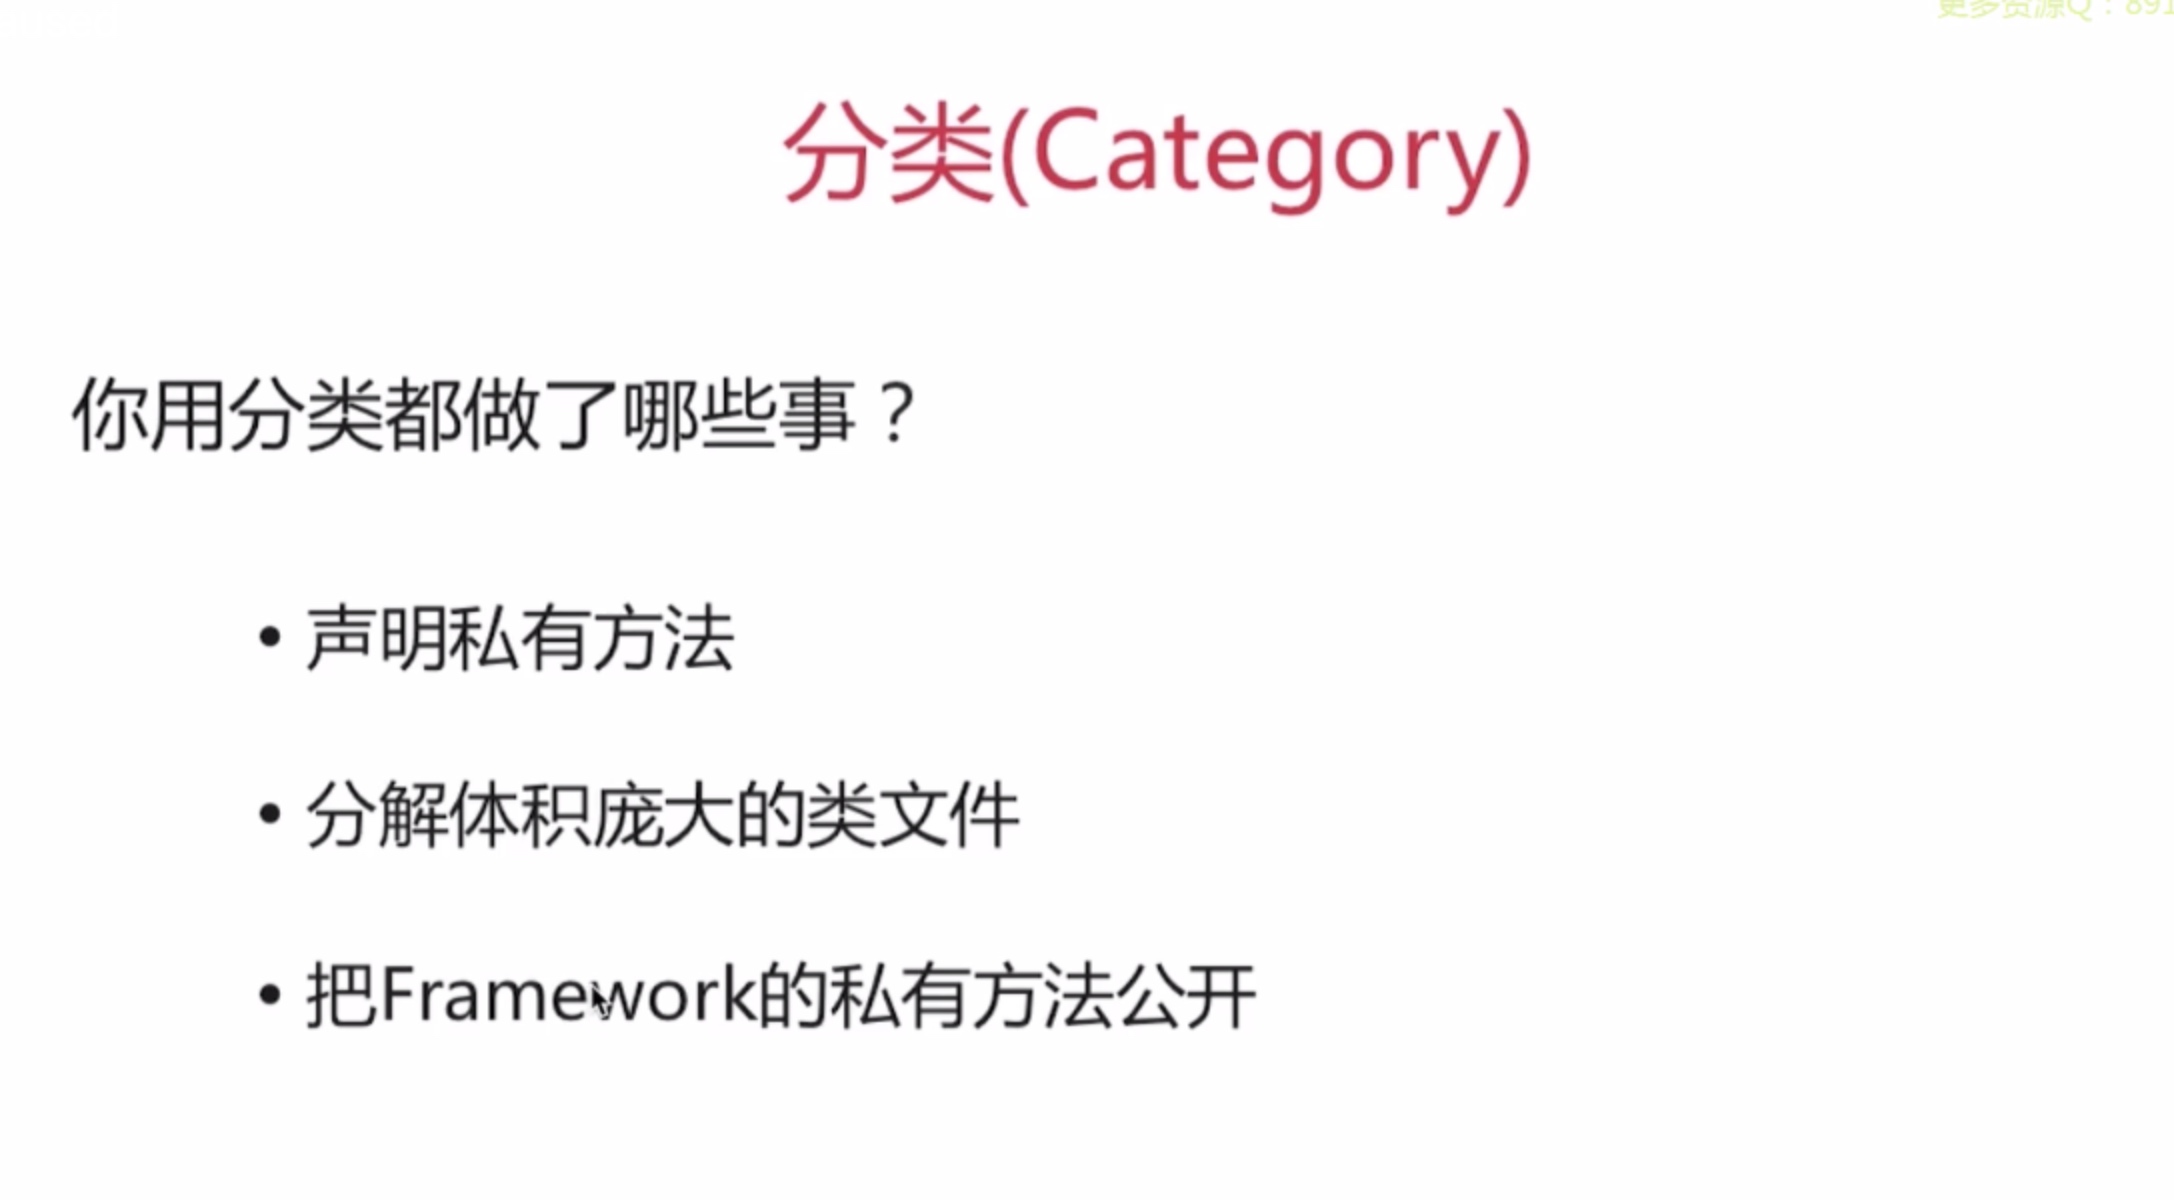 更多资源Q：891
分类(Category)
你用分类都做了哪些事？
• 声明私有方法
• 分解体积庞大的类文件
• 把Framework的私有方法公开